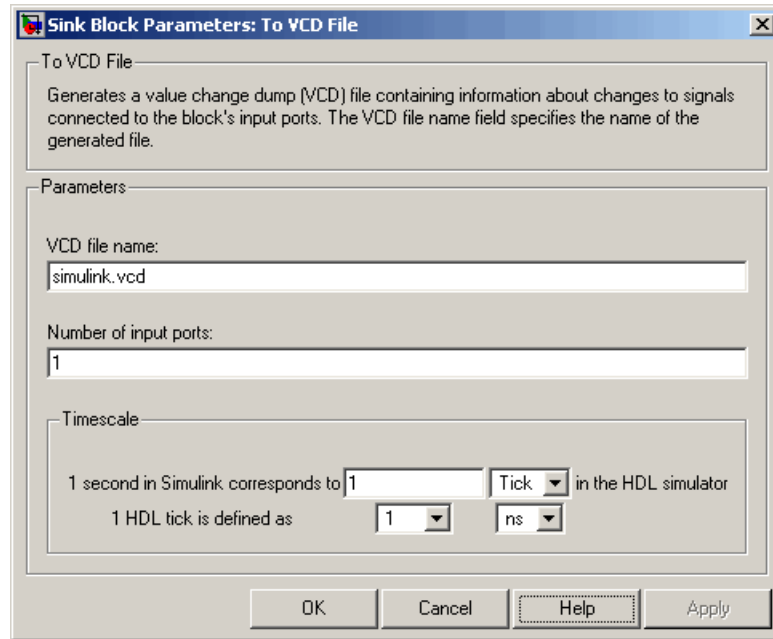 Sink Block Parameters: To VCD File
To VCD File
Generates a value change dump (VCD) file containing information about changes to signals
connected to the block's input ports. The VCD file name field specifies the name of the
generated file.
Parameters
VCD file name:
simulink.vcd
Number of input ports:
1
Timescale
1 second in Simulink corresponds to 1 Tick in the HDL simulator
1 HDL tick is defined as 1 ns
OK Cancel Help Apply